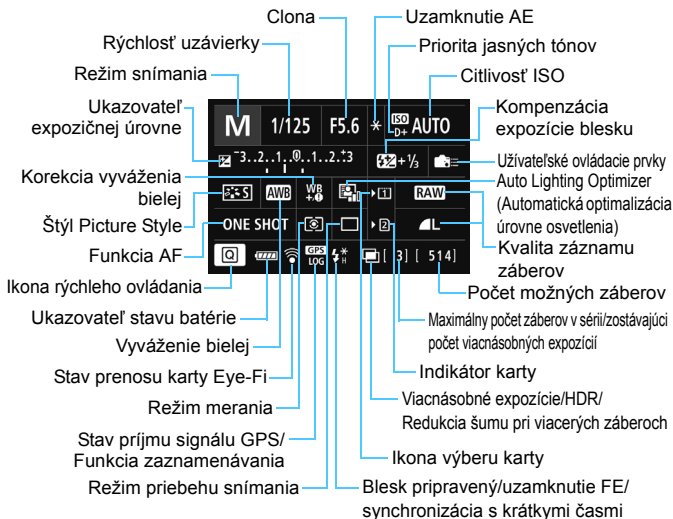 Clona
Uzamknutie AE
Rýchlosť uzávierky
Priorita jasných tónov
Režim snímania
Citlivosť ISO
Ukazovateľ
expozičnej úrovne
Kompenzácia
expozície blesku
M 1/125 F5.6 ISO D+ AUTO
-3..2..1..0..1..2.+3
+1/3
Užívateľské ovládacie prvky
Korekcia vyváženia
bielej
S AWB WB +/- 1 RAW
Auto Lighting Optimizer
(Automatická optimalizácia
úrovne osvetlenia)
Štýl Picture Style
ONE SHOT 2 L
Funkcia AF
Kvalita záznamu
záberov
Q GPS LOG H [ 3] [ 514]
Ikona rýchleho ovládania
Počet možných záberov
Ukazovateľ stavu batérie
Maximálny počet záberov v sérii/zostávajúci
počet viacnásobných expozícií
Vyváženie bielej
Indikátor karty
Stav prenosu karty Eye-Fi
Viacnásobné expozície/HDR/
Redukcia šumu pri viacerých záberoch
Režim merania
Stav príjmu signálu GPS/
Funkcia zaznamenávania
Ikona výberu karty
Režim priebehu snímania
Blesk pripravený/uzamknutie FE/
synchronizácia s krátkymi časmi